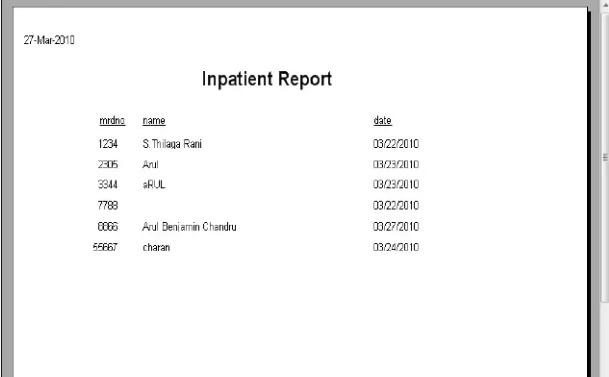 27-Mar-2010
Inpatient Report
mrdno name date
1234 S.Thilaga Rani 03/22/2010
2305 Arul 03/23/2010
3344 aRUL 03/23/2010
7788 03/22/2010
6666 Arul Benjamin Chandru 03/27/2010
55667 charan 03/24/2010